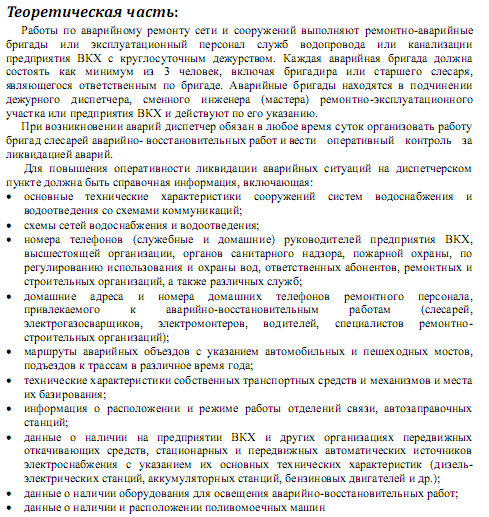 Теоретическая часть:
Работы по аварийному ремонту сети и сооружений выполняют ремонтно-аварийные
бригады или эксплуатационный персонал служб водопровода или канализации
предприятия ВКХ с круглосуточным дежурством. Каждая аварийная бригада должна
состоять как минимум из 3 человек, включая бригадира или старшего слесаря,
являющегося ответственным по бригаде. Аварийные бригады находятся в подчинении
дежурного диспетчера, сменного инженера (мастера) ремонтно-эксплуатационного
участка или предприятия ВКХ и действуют по его указанию.
При возникновении аварий диспетчер обязан в любое время суток организовать работу
бригад слесарей аварийно- восстановительных работ и вести оперативный контроль за
ликвидацией аварий.
Для повышения оперативности ликвидации аварийных ситуаций на диспетчерском
пункте должна быть справочная информация, включающая:
• основные технические характеристики сооружений систем водоснабжения и
водоотведения со схемами коммуникаций;
• схемы сетей водоснабжения и водоотведения;
• номера телефонов (служебные и домашние) руководителей предприятия ВКХ,
вышестоящей организации, органов санитарного надзора, пожарной охраны, по
регулированию использования и охраны вод, ответственных абонентов, ремонтных и
строительных организаций, а также различных служб;
• домашние адреса и номера домашних телефонов ремонтного персонала,
привлекаемого к аварийно-восстановительным работам (слесарей,
электрогазосварщиков, электромонтеров, водителей, специалистов ремонтно-
строительных организаций);
• маршруты аварийных объездов с указанием автомобильных и пешеходных мостов,
подъездов к трассам в различное время года;
• технические характеристики собственных транспортных средств и механизмов и места
их базирования;
• информация о расположении и режиме работы отделений связи, автозаправочных
станций;
• данные о наличии на предприятии ВКХ и других организациях передвижных
откачивающих средств, стационарных и передвижных автоматических источников
электроснабжения с указанием их основных технических характеристик (дизель-
электрических станций, аккумуляторных станций, бензиновых двигателей и др.);
• данные о наличии оборудования для освещения аварийно-восстановительных работ;
• данные о наличии и расположении поливомоечных машин